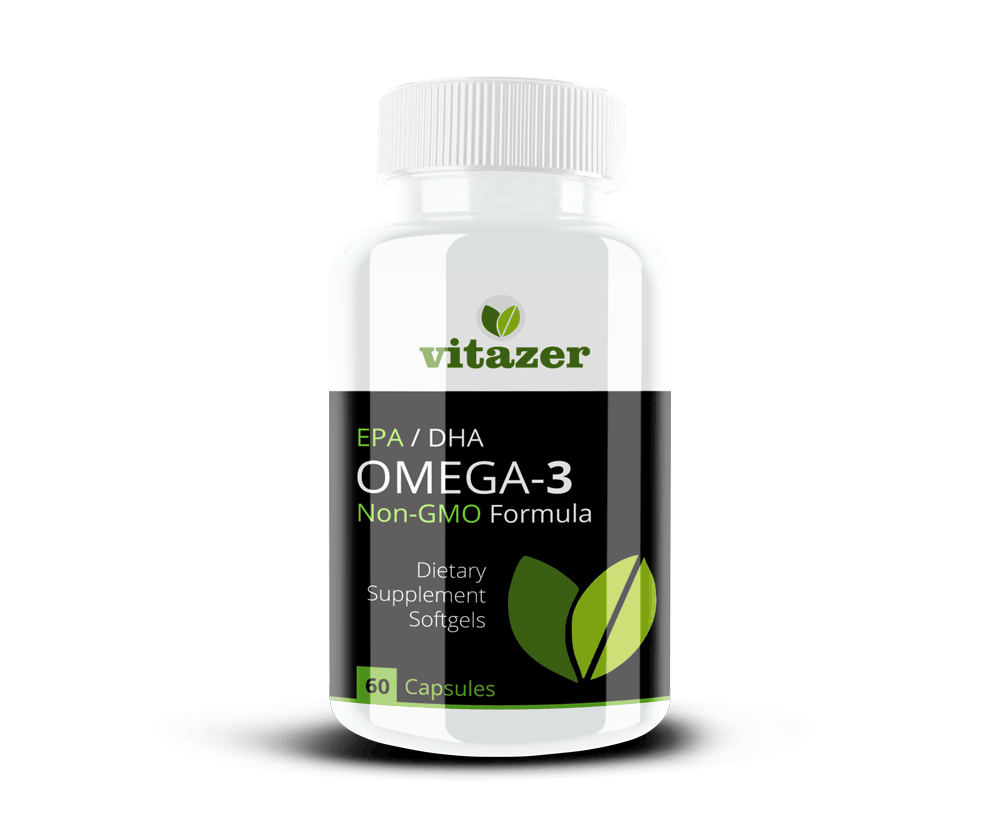 vitazer
EPA / DHA
OMEGA-3
Non-GMO Formula
Dietary
Supplement
Softgels
60 Capsules